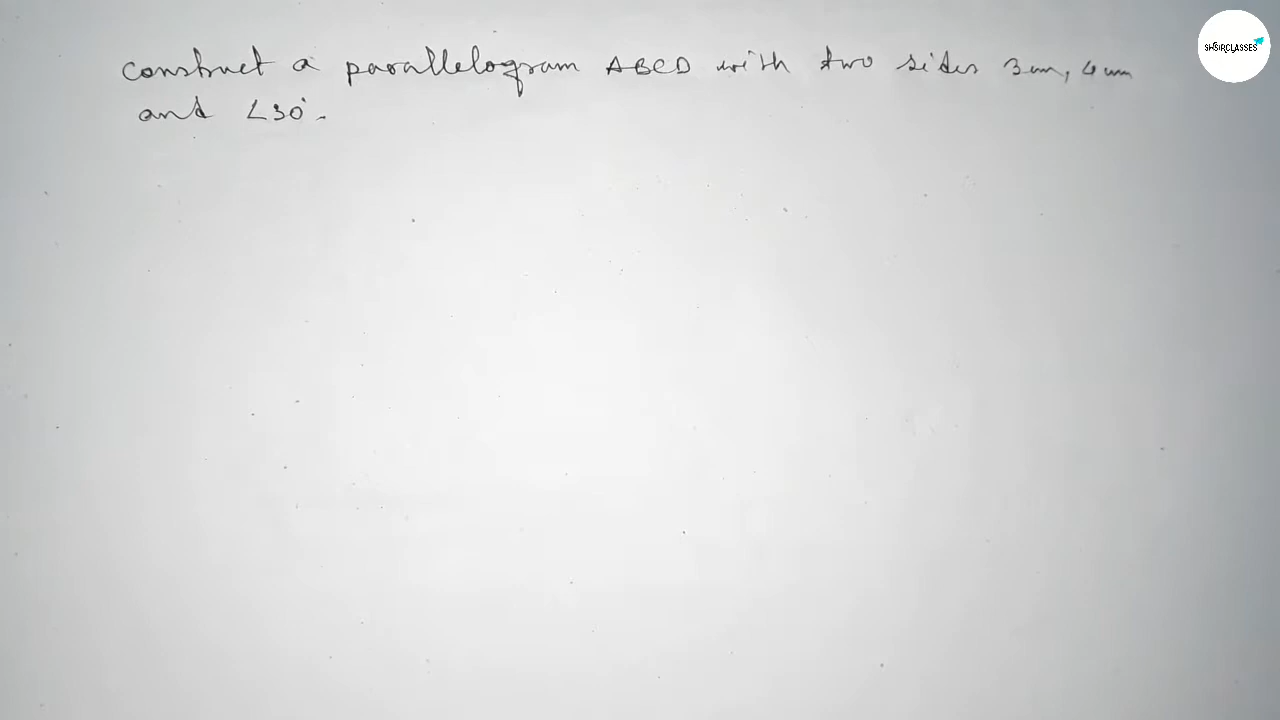 SHSIRCLASSES
construct a parallelogram ABCD with two sides 3cm, 4cm
and ∠30°.